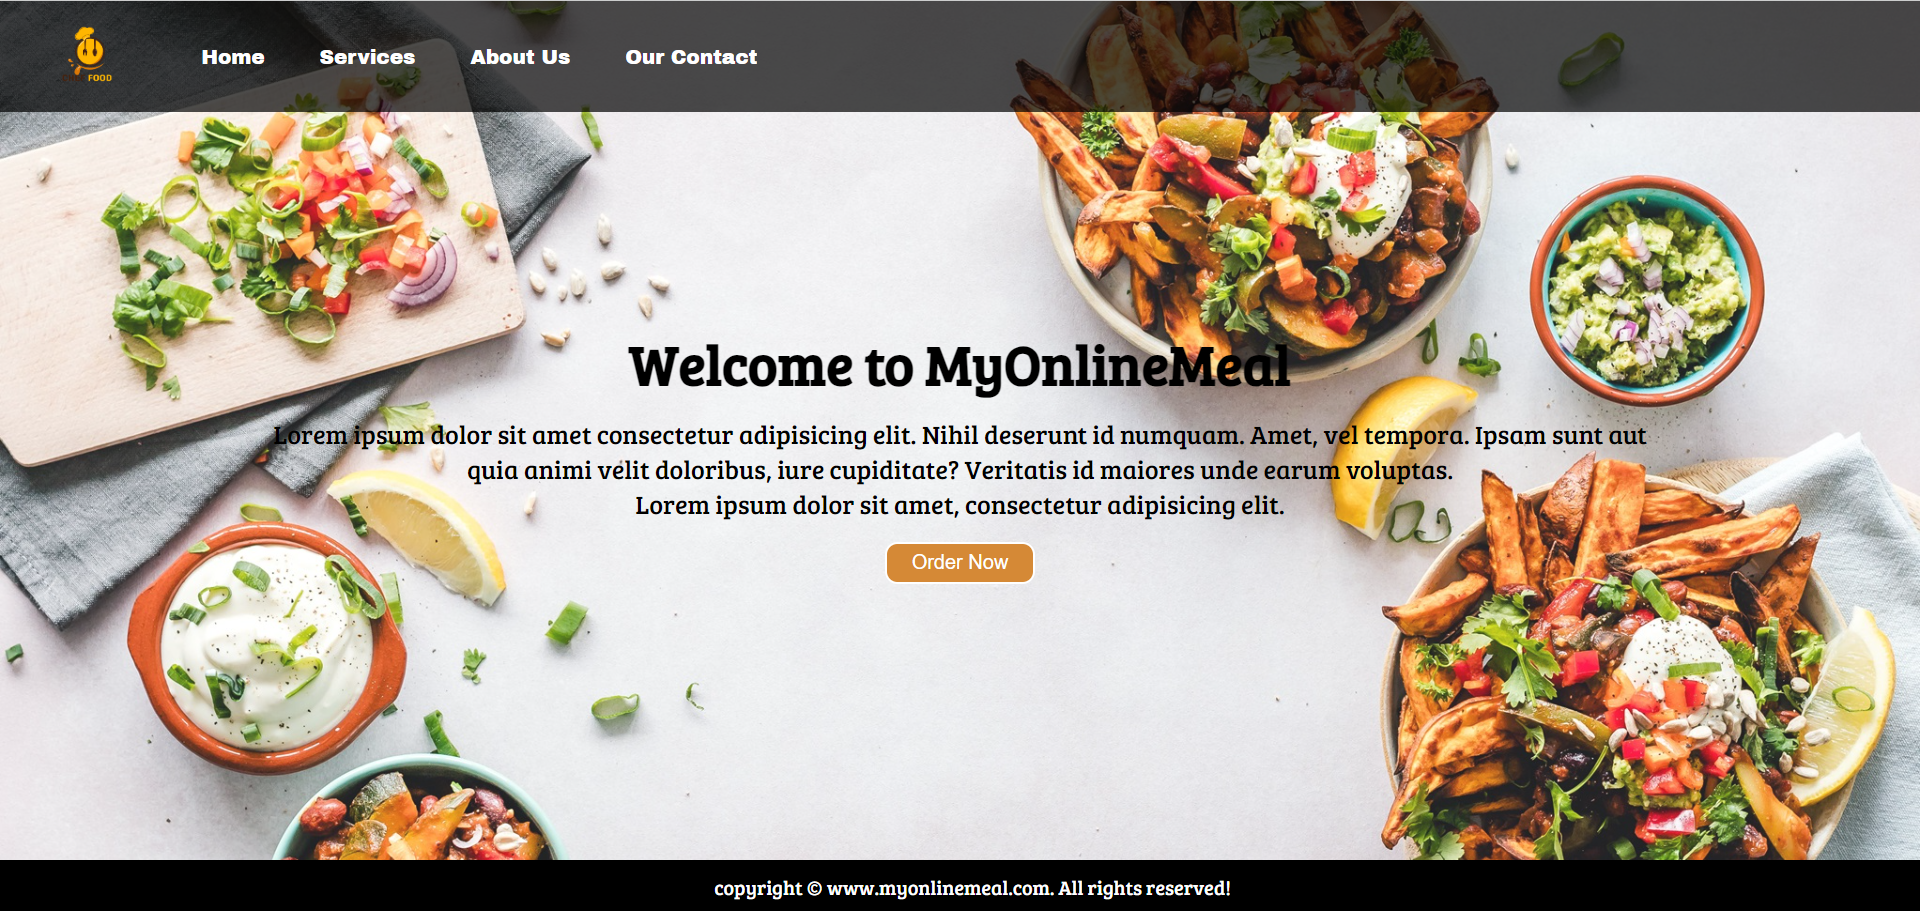 FOOD
Home Services About Us Our Contact
Welcome to MyOnlineMeal
Lorem ipsum dolor sit amet consectetur adipisicing elit. Nihil deserunt id numquam. Amet, vel tempora. Ipsam sunt aut
quia animi velit doloribus, iure cupiditate? Veritatis id maiores unde earum voluptas.
Lorem ipsum dolor sit amet, consectetur adipisicing elit.
Order Now
copyright © www.myonlinemeal.com. All rights reserved!